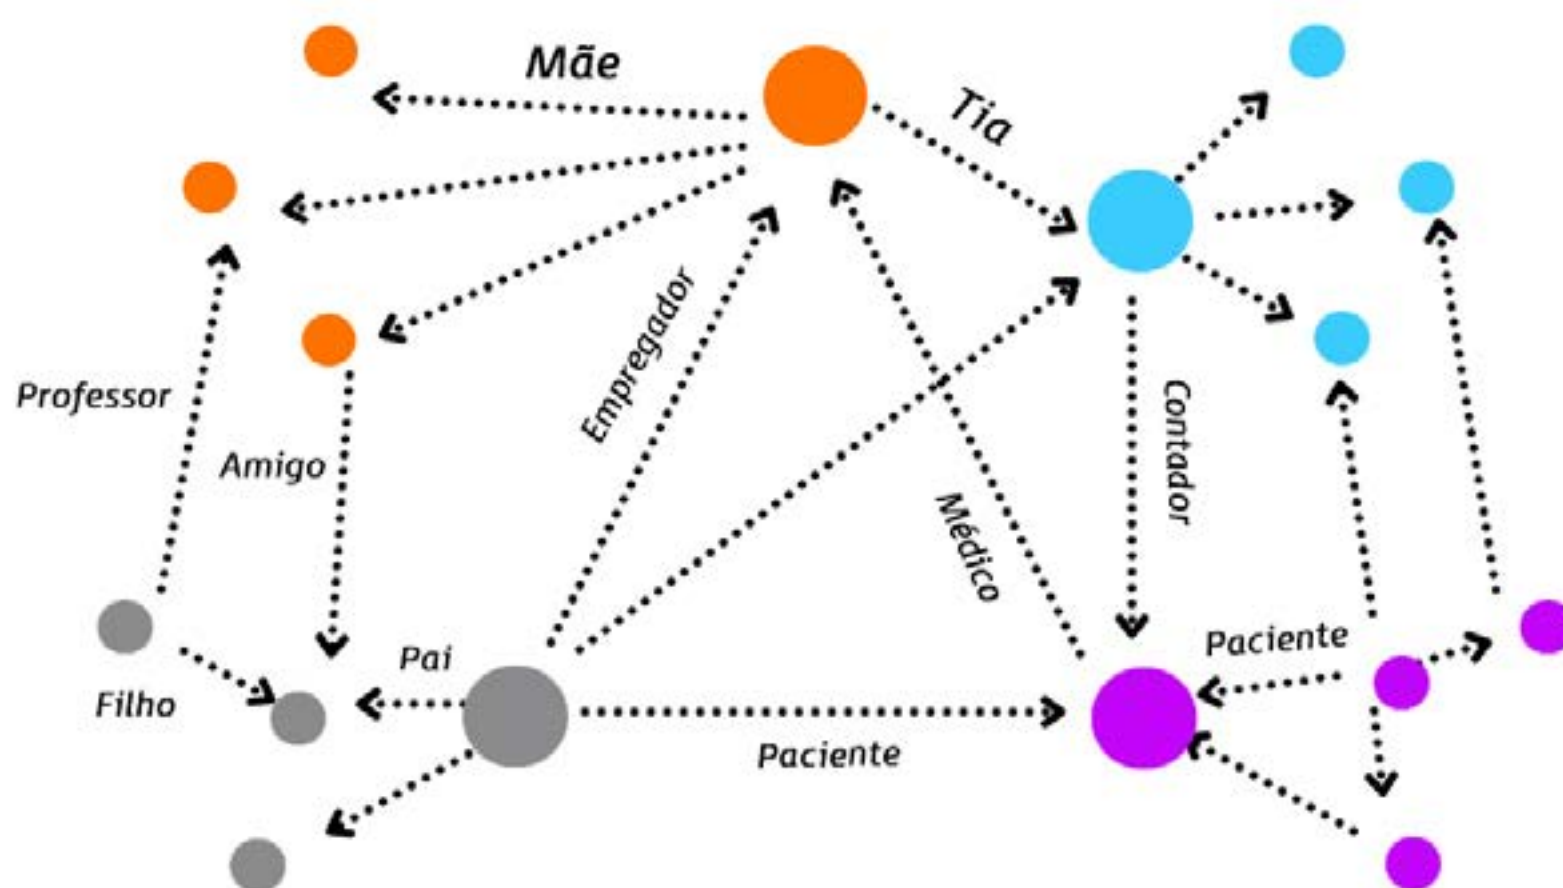 Mãe
Tia
Empregador
Professor
Amigo
Contador
Médico
Paciente
Pai
Filho
Paciente